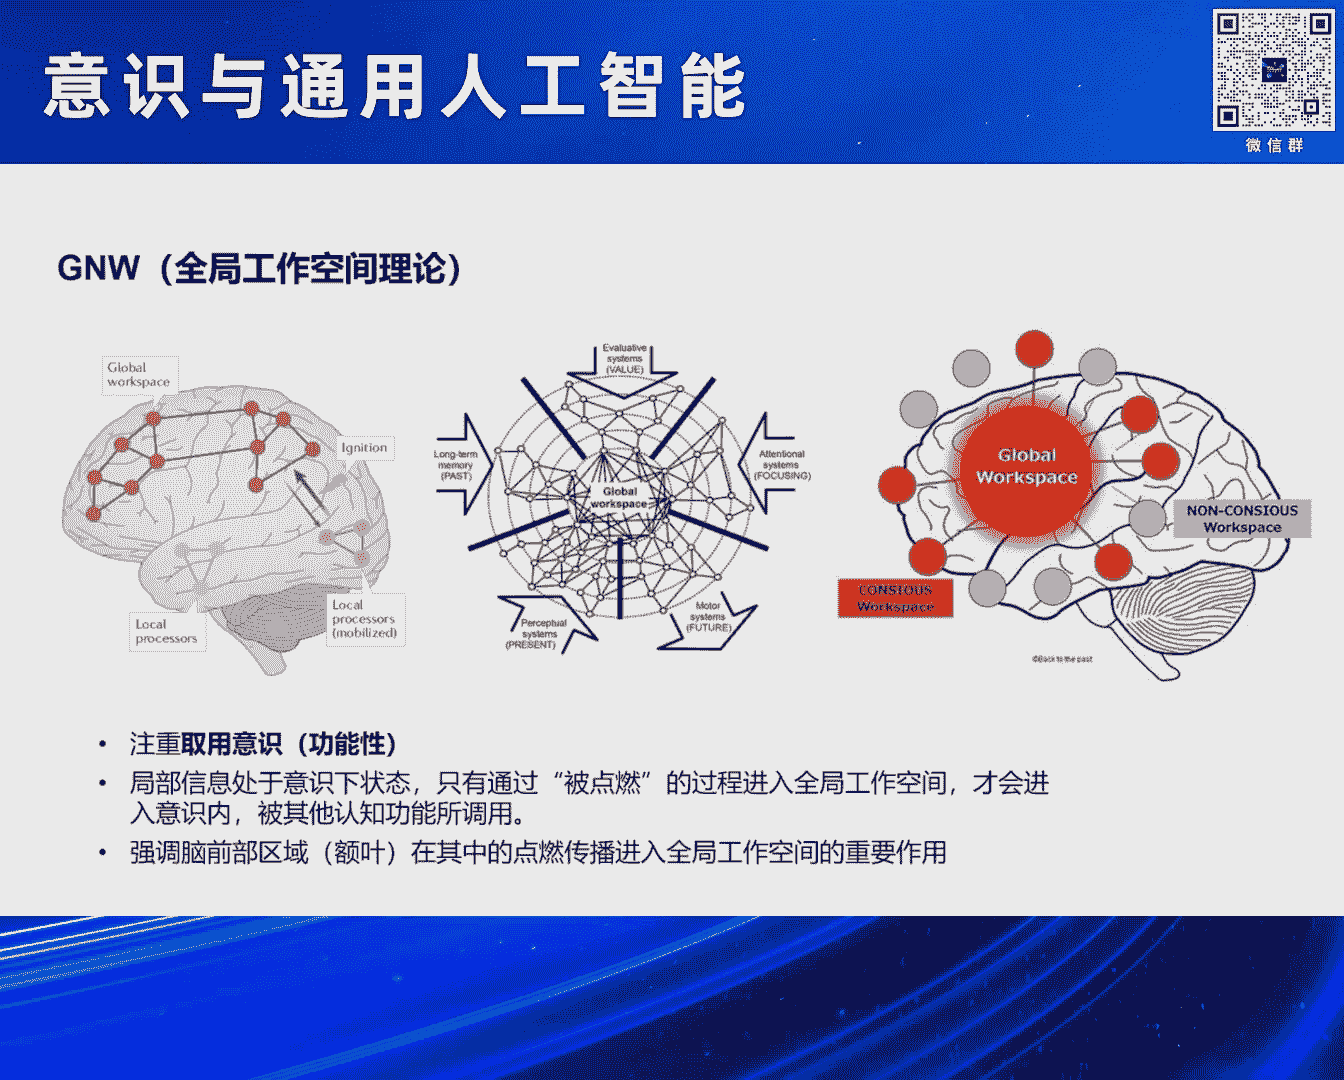 意识与通用人工智能
微信群
GNW（全局工作空间理论）
Global
workspace
Ignition
Local
processors
Local
processors
(mobilized)
Evaluative
systems
(VALUE)
Long-term
memory
(PAST)
Attentional
systems
(FOCUSING)
Global
workspace
Perceptual
systems
(PRESENT)
Motor
systems
(FUTURE)
Global
Workspace
NON-CONSIOUS
Workspace
CONSIOUS
Workspace
©Back to the past
• 注重取用意识（功能性）
• 局部信息处于意识下状态，只有通过“被点燃”的过程进入全局工作空间，才会进
入意识内，被其他认知功能所调用。
• 强调脑前部区域（额叶）在其中的点燃传播进入全局工作空间的重要作用